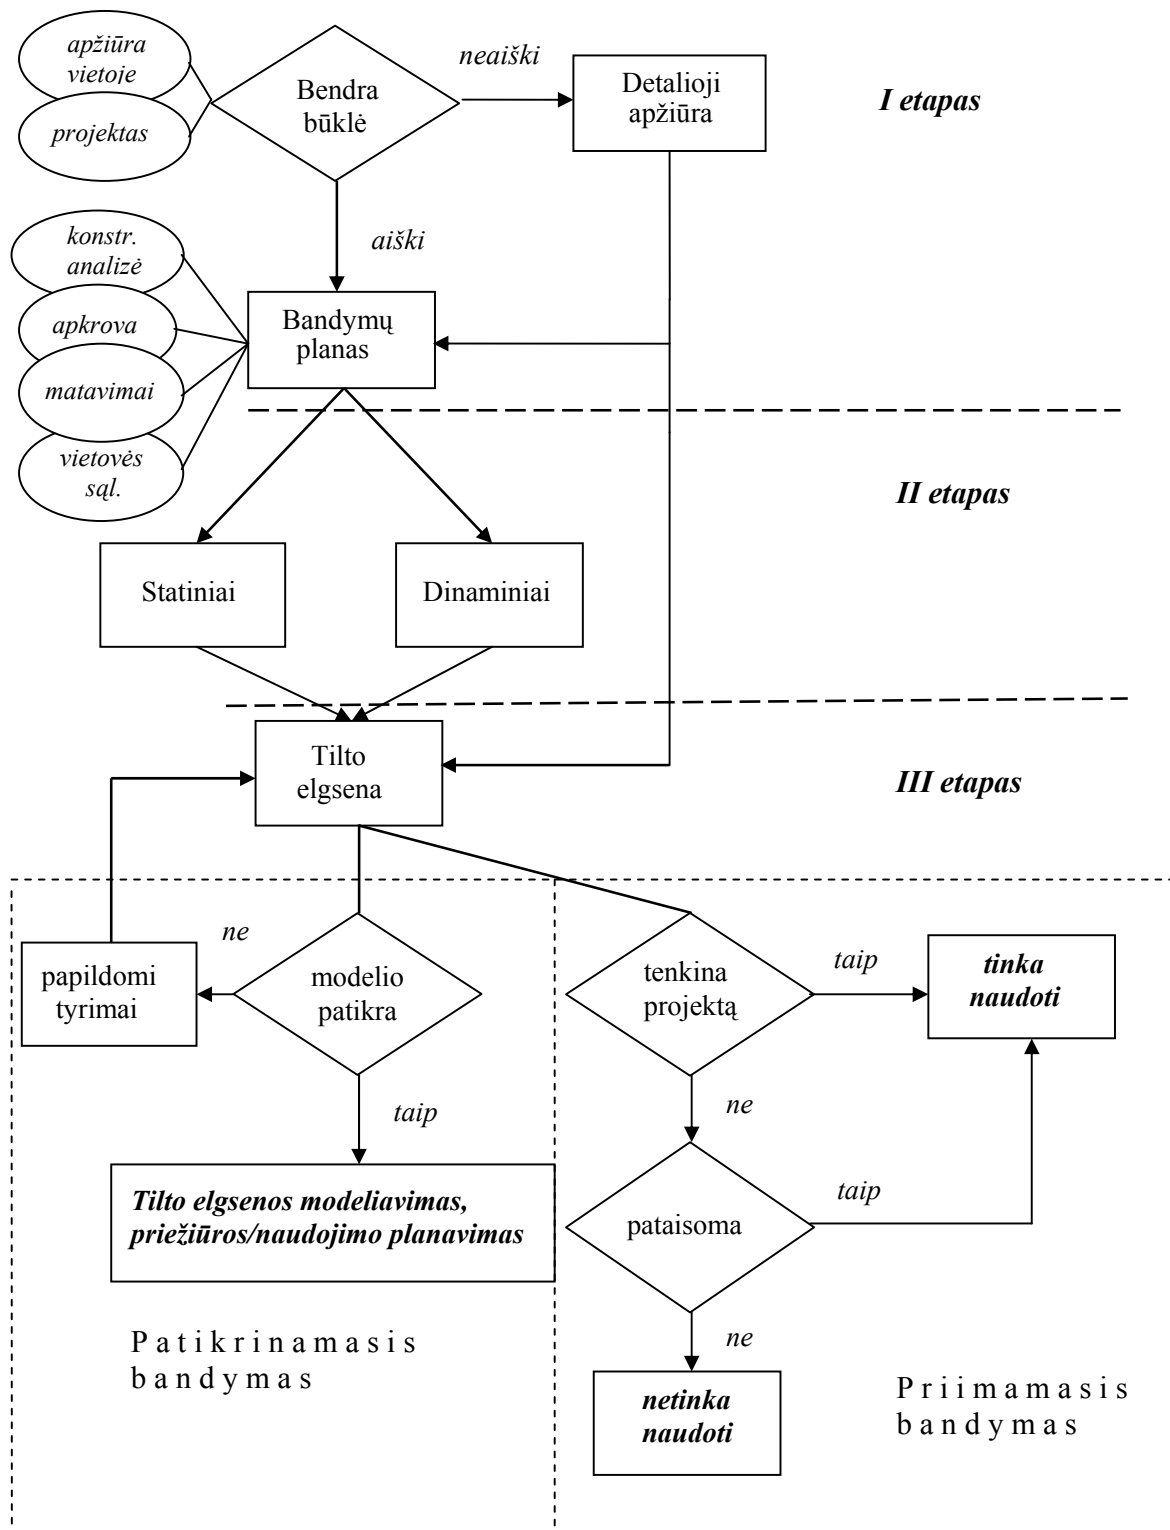 apžiūra
vietoje
projektas
Bendra
būklė
neaiški
Detalioji
apžiūra
I etapas
aiški
konstr.
analizė
apkrova
matavimai
vietovės
sąl.
Bandymų
planas
II etapas
Statiniai
Dinaminiai
Tilto
elgsena
III etapas
ne
papildomi
tyrimai
modelio
patikra
taip
Tilto elgsenos modeliavimas,
priežiūros/naudojimo planavimas
Patikrinamasis
bandymas
tenkina
projektą
taip
tinka
naudoti
ne
pataisoma
taip
ne
netinka
naudoti
Priimamasis
bandymas